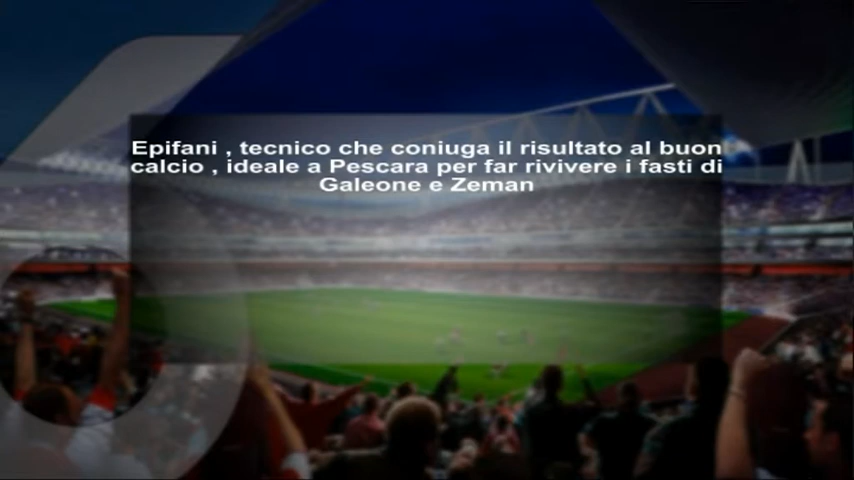 Epifani , tecnico che coniuga il risultato al buon
calcio , ideale a Pescara per far rivivere i fasti di
Galeone e Zeman